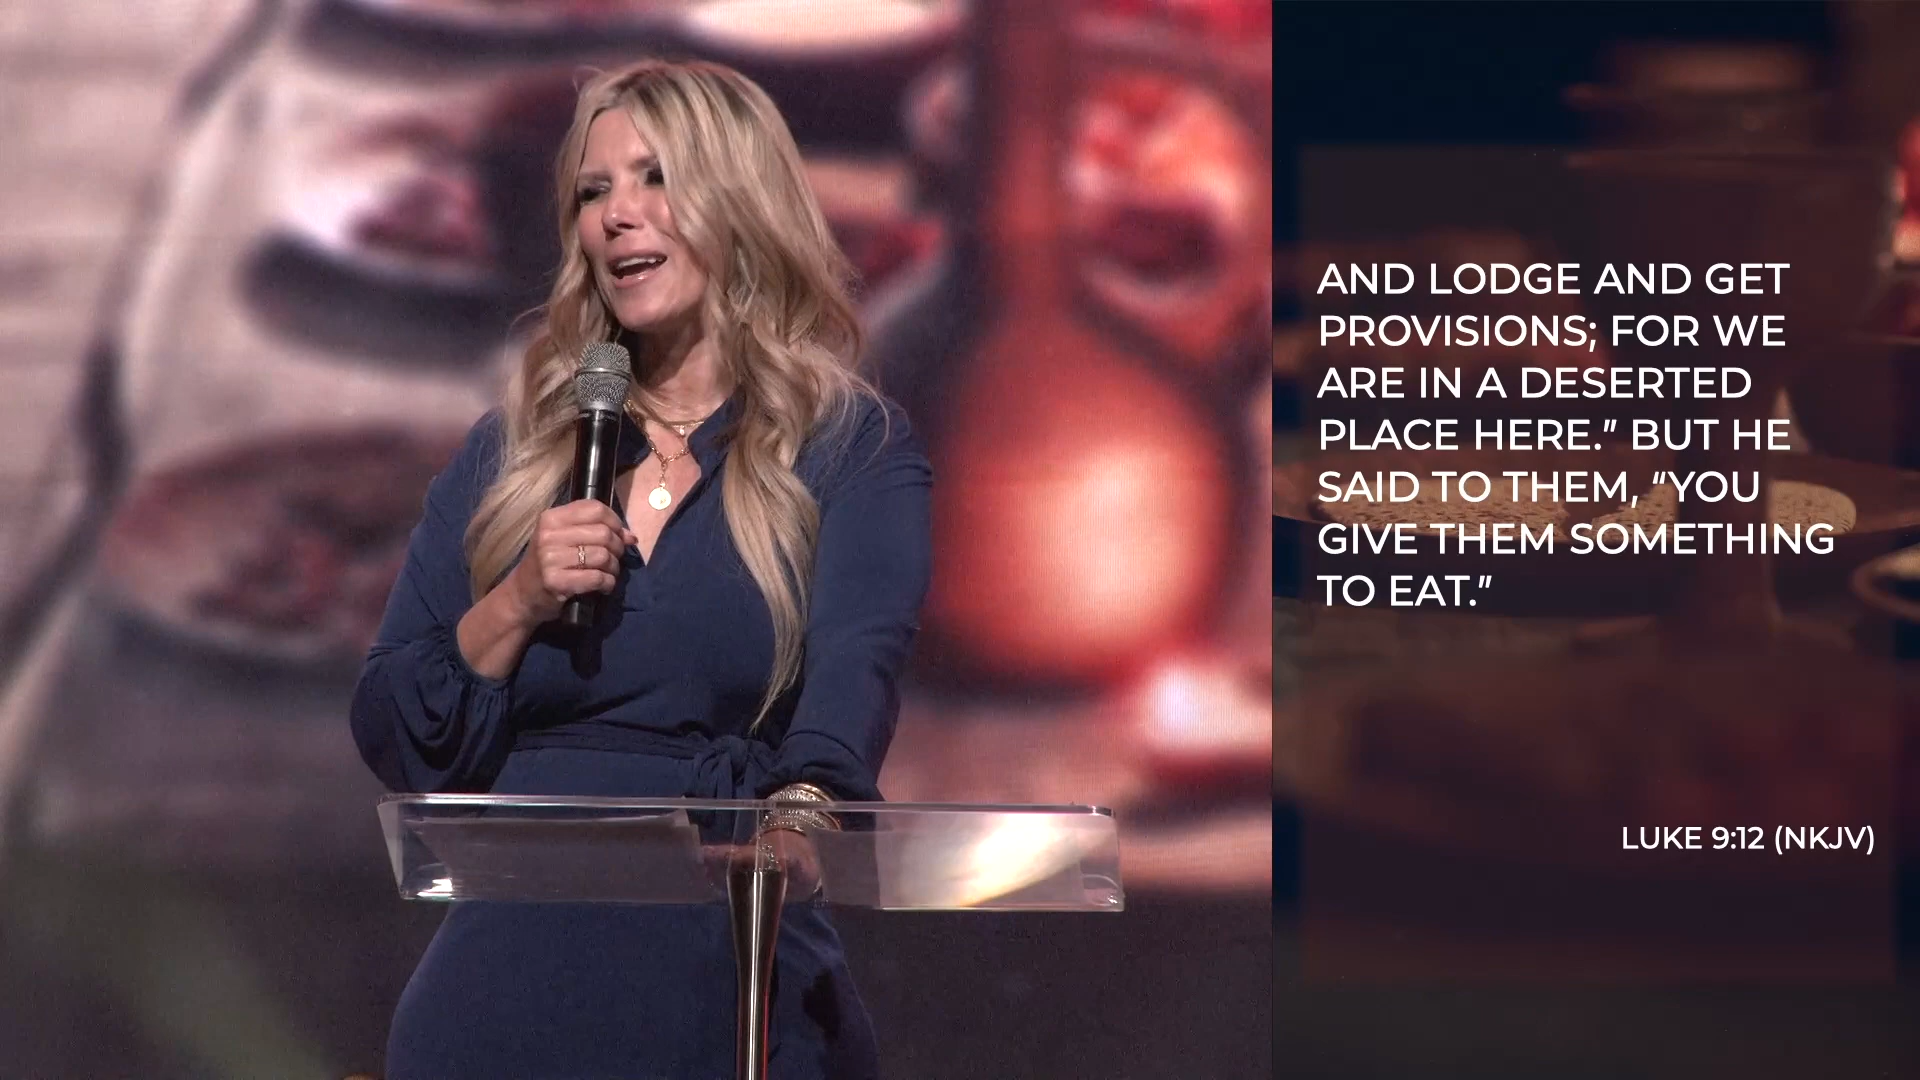 AND LODGE AND GET
PROVISIONS; FOR WE
ARE IN A DESERTED
PLACE HERE." BUT HE
SAID TO THEM, "YOU
GIVE THEM SOMETHING
TO EAT."
LUKE 9:12 (NKJV)